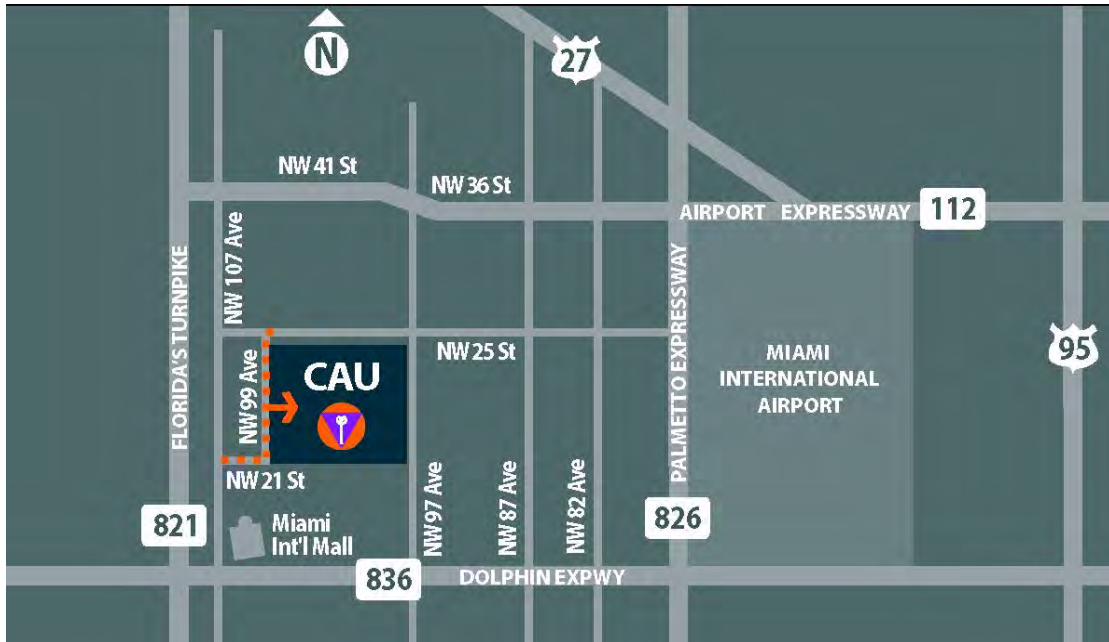 N
27
NW 41 St
NW 36 St
AIRPORT EXPRESSWAY
112
NW 107 Ave
FLORIDA'S TURNPIKE
PALMETTO EXPRESSWAY
NW 25 St
MIAMI
INTERNATIONAL
AIRPORT
95
NW 99 Ave
CAU
NW 21 St
821
Miami
Int'l Mall
NW 97 Ave
NW 87 Ave
NW 82 Ave
826
836
DOLPHIN EXPWY